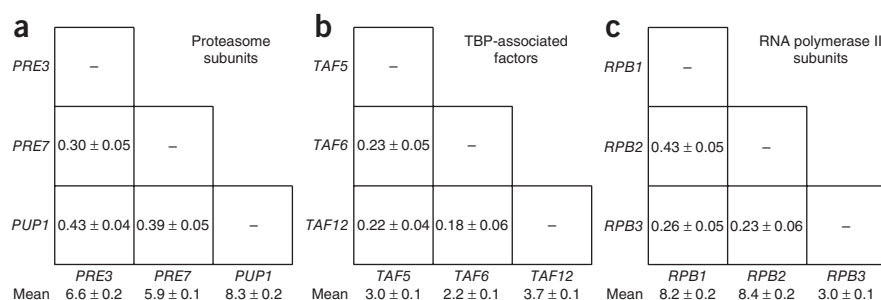 a
Proteasome
subunits
PRE3
–
PRE7
0.30 ± 0.05
–
PUP1
0.43 ± 0.04
0.39 ± 0.05
–
PRE3
PRE7
PUP1
Mean
6.6 ± 0.2
5.9 ± 0.1
8.3 ± 0.2
b
TBP-associated
factors
TAF5
–
TAF6
0.23 ± 0.05
–
TAF12
0.22 ± 0.04
0.18 ± 0.06
–
TAF5
TAF6
TAF12
Mean
3.0 ± 0.1
2.2 ± 0.1
3.7 ± 0.1
c
RNA polymerase II
subunits
RPB1
–
RPB2
0.43 ± 0.05
–
RPB3
0.26 ± 0.05
0.23 ± 0.06
–
RPB1
RPB2
RPB3
Mean
8.2 ± 0.2
8.4 ± 0.2
3.0 ± 0.1